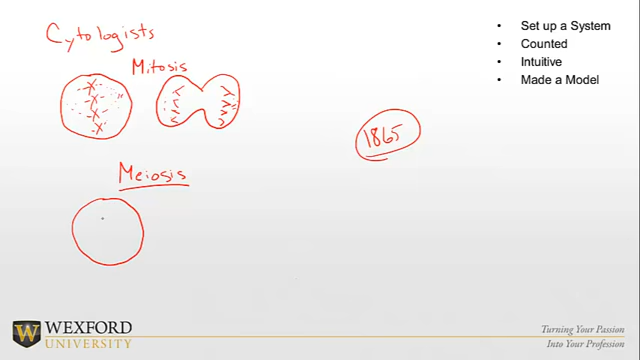 Cytologists
Mitosis
Meiosis
1865
• Set up a System
• Counted
• Intuitive
• Made a Model
WEXFORD
UNIVERSITY
Turning Your Passion
Into Your Profession